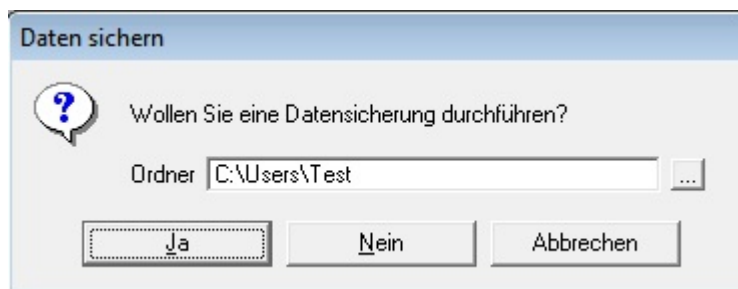 Daten sichern
?
Wollen Sie eine Datensicherung durchführen?
Ordner C:\Users\Test ...
Ja Nein Abbrechen